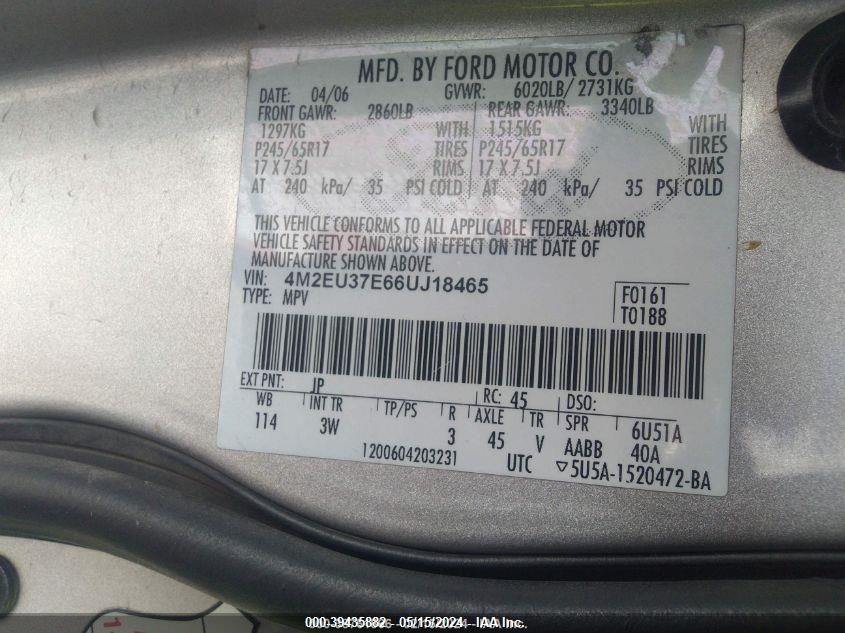 MFD. BY FORD MOTOR CO.
DATE: 04/06 GVWR: 6020LB/ 2731KG
FRONT GAWR: 2860LB REAR GAWR: 3340LB
1297KG WITH 1515KG WITH
P245/65R17 TIRES P245/65R17 TIRES
17 X 7.5J RIMS 17 X 7.5J RIMS
AT 240 kPa/ 35 PSI COLD AT 240 kPa/ 35 PSI COLD
THIS VEHICLE CONFORMS TO ALL APPLICABLE FEDERAL MOTOR
VEHICLE SAFETY STANDARDS IN EFFECT ON THE DATE OF
MANUFACTURE SHOWN ABOVE.
VIN: 4M2EU37E66UJ18465 F0161
TYPE: MPV T0188
EXT PNT: JP RC: 45 DSO:
WB INT TR TP/PS R AXLE TR SPR 6U51A
114 3W 3 45 V AABB 40A
1200604203231 UTC ▽5U5A-1520472-BA
000.39435882 - 05/15/2024 - IAA Inc.